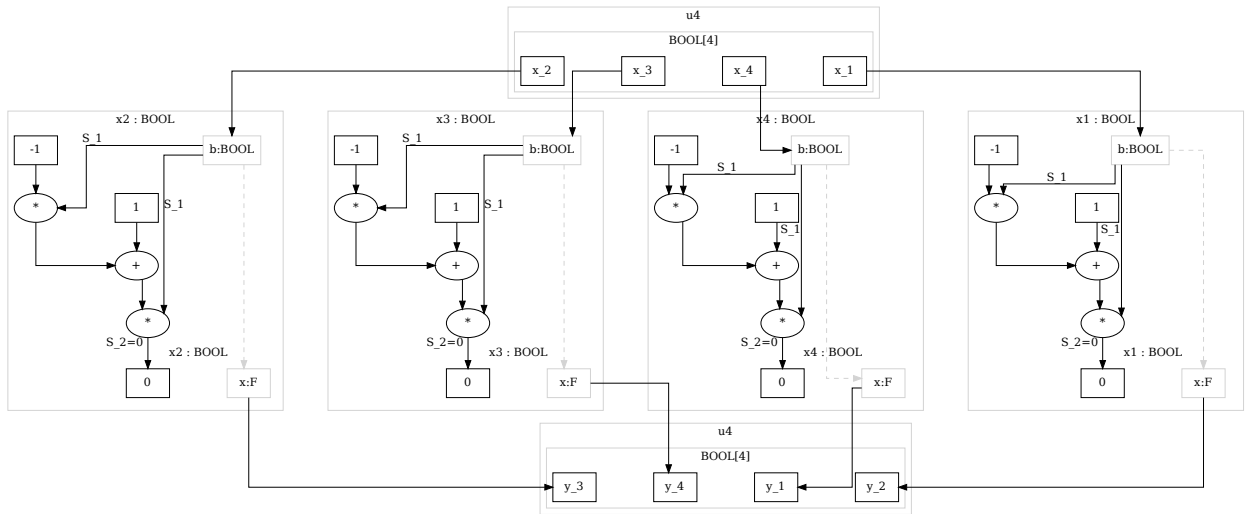 u4
BOOL[4]
x_2 x_3 x_4 x_1
x2 : BOOL x3 : BOOL x4 : BOOL x1 : BOOL
-1 S_1 b:BOOL -1 S_1 b:BOOL -1 b:BOOL -1 b:BOOL
S_1 S_1
* 1 S_1 * 1 S_1 * 1 * 1
S_1 S_1
+ + + +
* * * *
S_2=0 S_2=0 S_2=0 S_2=0
x2 : BOOL x3 : BOOL x4 : BOOL x1 : BOOL
0 x:F 0 x:F 0 x:F 0 x:F
u4
BOOL[4]
y_3 y_4 y_1 y_2